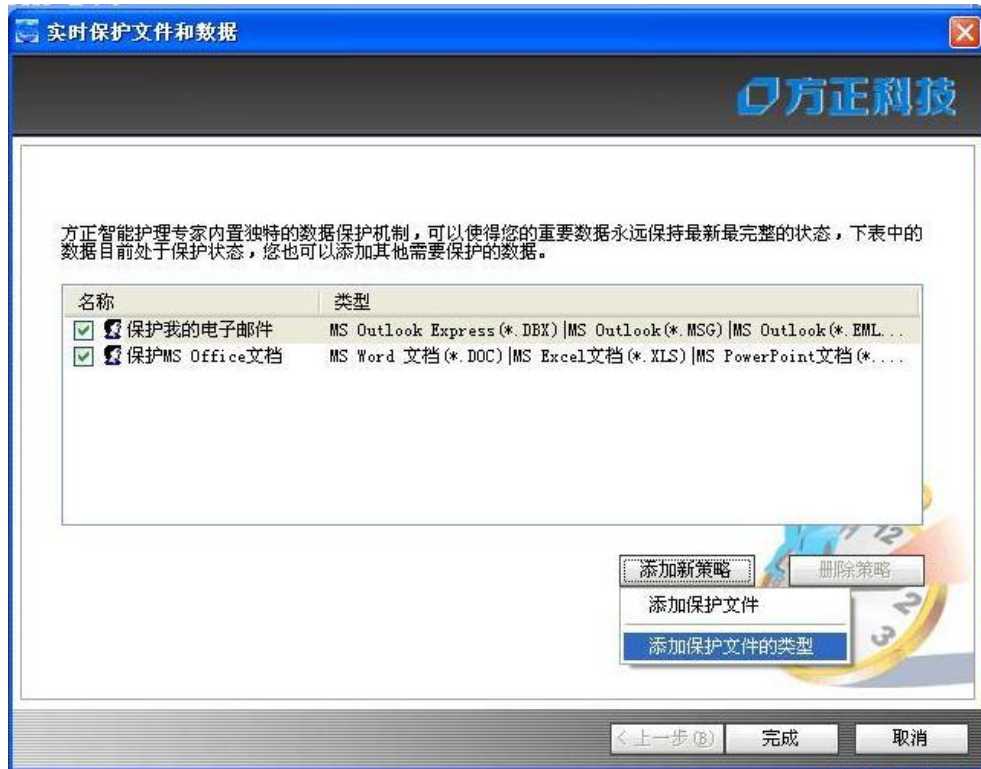 实时保护文件和数据
方正科技
方正智能护理专家内置独特的数据保护机制，可以使得您的重要数据永远保持最新最完整的状态，下表中的
数据目前处于保护状态，您也可以添加其他需要保护的数据。
名称 类型
保护我的电子邮件 MS Outlook Express(*.DBX)|MS Outlook(*.MSG)|MS Outlook(*.EML...
保护MS Office文档 MS Word 文档(*.DOC)|MS Excel文档(*.XLS)|MS PowerPoint文档(*....
11 12
添加新策略 删除策略
添加保护文件
2
添加保护文件的类型
3
<上一步(B) 完成 取消